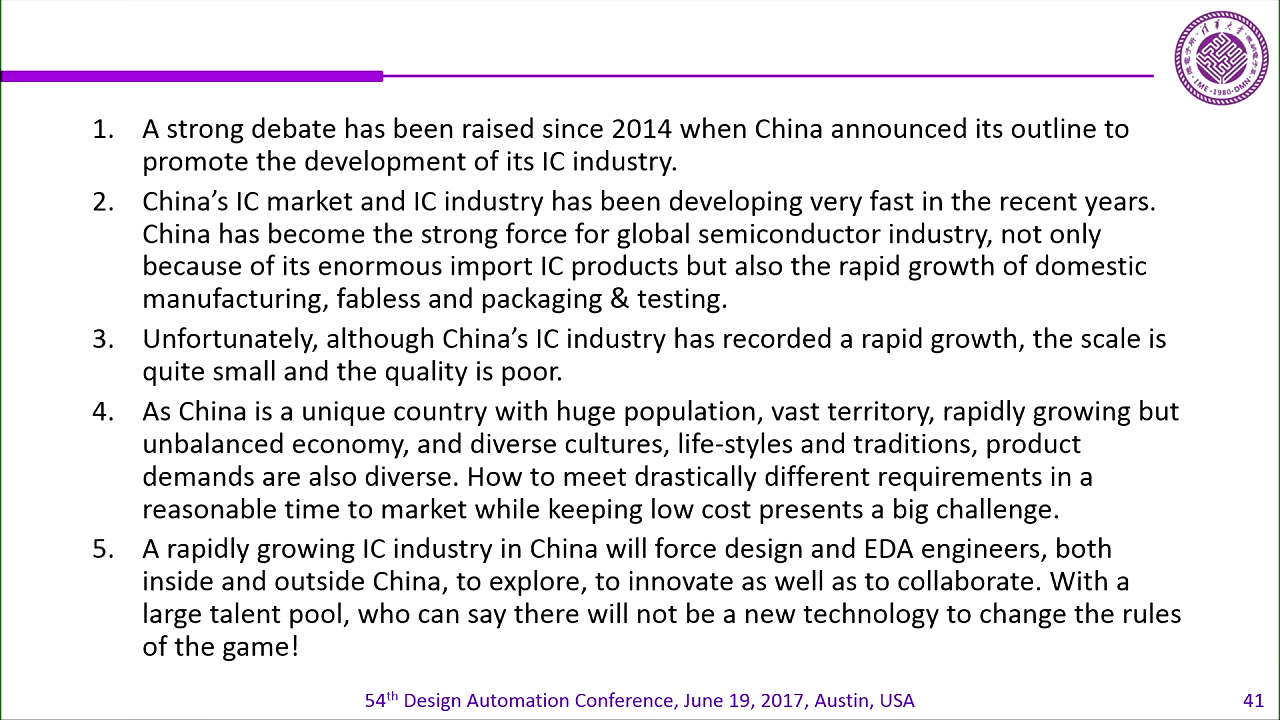 1. A strong debate has been raised since 2014 when China announced its outline to
promote the development of its IC industry.
2. China’s IC market and IC industry has been developing very fast in the recent years.
China has become the strong force for global semiconductor industry, not only
because of its enormous import IC products but also the rapid growth of domestic
manufacturing, fabless and packaging & testing.
3. Unfortunately, although China’s IC industry has recorded a rapid growth, the scale is
quite small and the quality is poor.
4. As China is a unique country with huge population, vast territory, rapidly growing but
unbalanced economy, and diverse cultures, life-styles and traditions, product
demands are also diverse. How to meet drastically different requirements in a
reasonable time to market while keeping low cost presents a big challenge.
5. A rapidly growing IC industry in China will force design and EDA engineers, both
inside and outside China, to explore, to innovate as well as to collaborate. With a
large talent pool, who can say there will not be a new technology to change the rules
of the game!
54th Design Automation Conference, June 19, 2017, Austin, USA
41
·IME·1980·DMN·